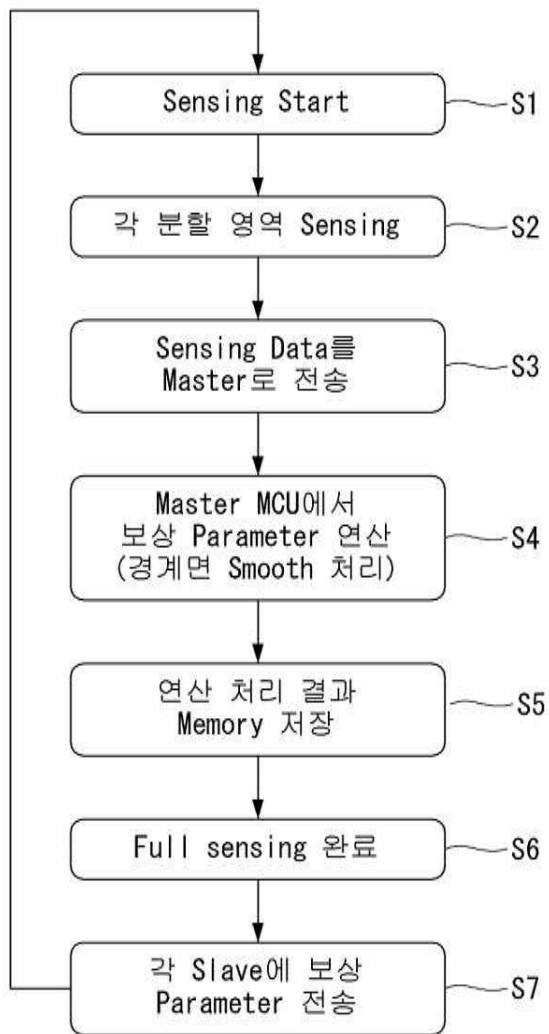 Sensing Start
S1
각 분할 영역 Sensing
S2
Sensing Data를
Master로 전송
S3
Master MCU에서
보상 Parameter 연산
(경계면 Smooth 처리)
S4
연산 처리 결과
Memory 저장
S5
Full sensing 완료
S6
각 Slave에 보상
Parameter 전송
S7